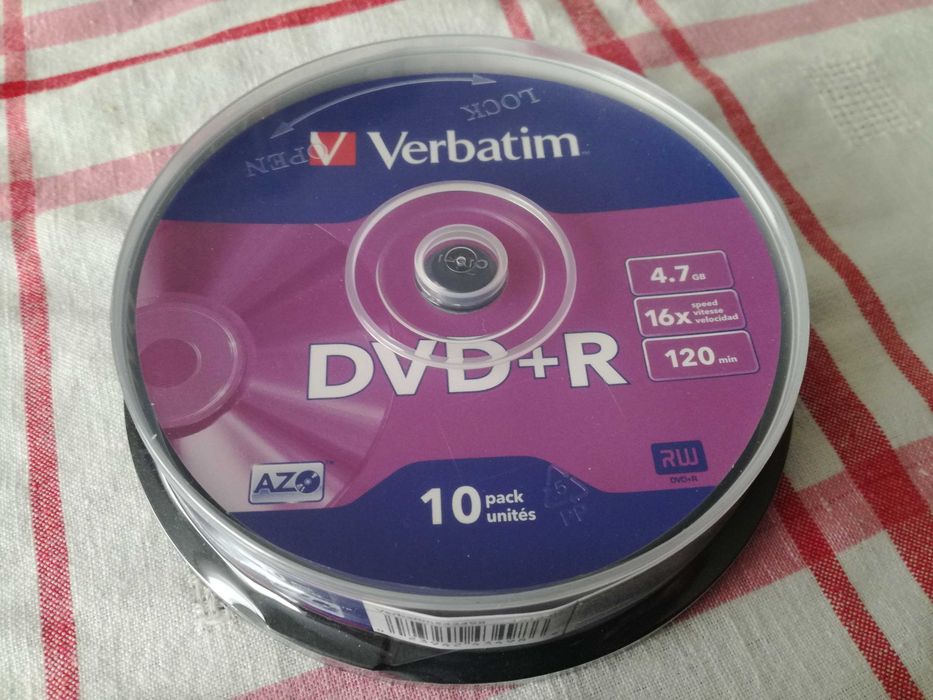 LOCK
OPEN
Verbatim
4.7 GB
16x speed
vitesse
velocidad
120 min
DVD+R
AZO
RW
DVD+R
10 pack
unités
PP